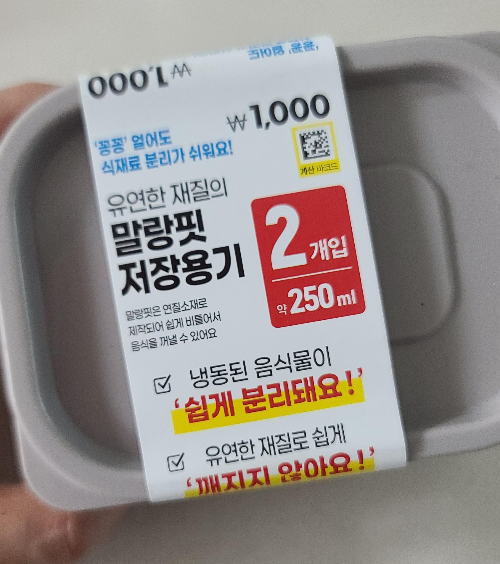 ₩1,000
₩1,000
'꽁꽁' 얼어도
식재료 분리가 쉬워요!
계산 바코드
유연한 재질의
말랑핏
저장용기
2개입
약 250ml
말랑핏은 연질소재로
제작되어 쉽게 비틀어서
음식을 꺼낼 수 있어요
냉동된 음식물이
'쉽게 분리돼요!'
유연한 재질로 쉽게
'깨지지 않아요!'